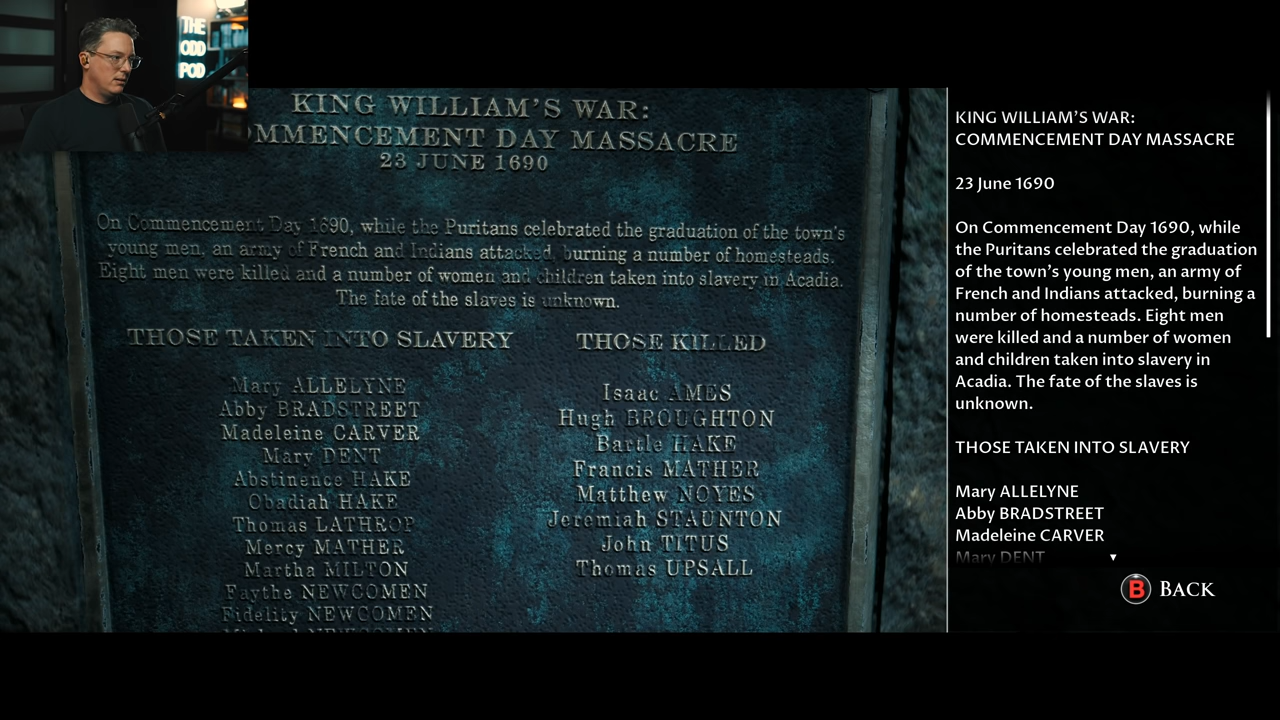 THE
ODD
POD
KING WILLIAM'S WAR:
OMMENCEMENT DAY MASSACRE
23 JUNE 1690
On Commencement Day 1690, while the Puritans celebrated the graduation of the town's
young men, an army of French and Indians attacked, burning a number of homesteads.
Eight men were killed and a number of women and children taken into slavery in Acadia.
The fate of the slaves is unknown.
THOSE TAKEN INTO SLAVERY
Mary ALLELYNE
Abby BRADSTREET
Madeleine CARVER
Mary DENT
Abstinence HAKE
Obadiah HAKE
Thomas LATHROP
Mercy MATHER
Martha MILTON
Faythe NEWCOMEN
Fidelity NEWCOMEN
THOSE KILLED
Isaac AMES
Hugh BROUGHTON
Bartle HAKE
Francis MATHER
Matthew NOYES
Jeremiah STAUNTON
John TITUS
Thomas UPSALL
KING WILLIAM'S WAR:
COMMENCEMENT DAY MASSACRE
23 June 1690
On Commencement Day 1690, while
the Puritans celebrated the graduation
of the town's young men, an army of
French and Indians attacked, burning a
number of homesteads. Eight men
were killed and a number of women
and children taken into slavery in
Acadia. The fate of the slaves is
unknown.
THOSE TAKEN INTO SLAVERY
Mary ALLELYNE
Abby BRADSTREET
Madeleine CARVER
Mary DENT
B BACK